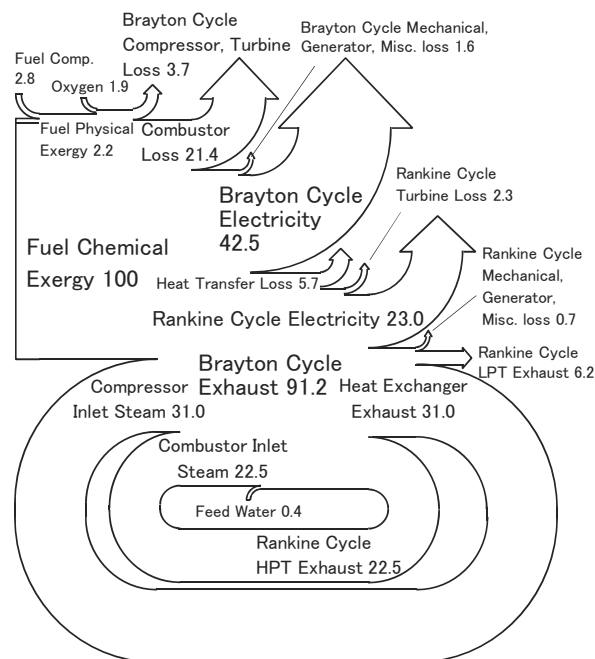 Brayton Cycle
Compressor, Turbine
Loss 3.7
Brayton Cycle Mechanical,
Generator, Misc. loss 1.6
Fuel Comp.
2.8
Oxygen 1.9
Fuel Physical
Exergy 2.2
Combustor
Loss 21.4
Rankine Cycle
Turbine Loss 2.3
Brayton Cycle
Electricity
42.5
Fuel Chemical
Exergy 100
Heat Transfer Loss 5.7
Rankine Cycle
Mechanical,
Generator,
Misc. loss 0.7
Rankine Cycle Electricity 23.0
Rankine Cycle
LPT Exhaust 6.2
Brayton Cycle
Exhaust 91.2
Compressor
Inlet Steam 31.0
Heat Exchanger
Exhaust 31.0
Combustor Inlet
Steam 22.5
Feed Water 0.4
Rankine Cycle
HPT Exhaust 22.5